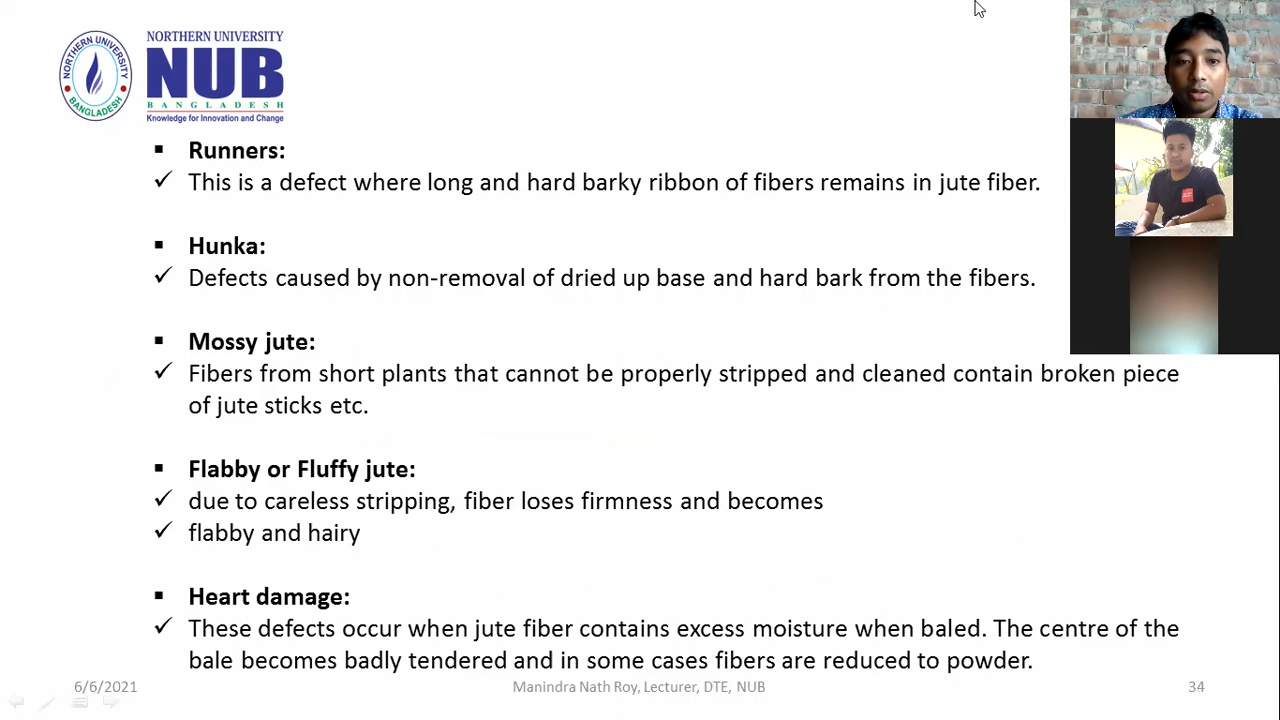 NORTHERN UNIVERSITY
BANGLADESH
NORTHERN UNIVERSITY
NUB
BANGLADESH
Knowledge for Innovation and Change
▪ Runners:
✓ This is a defect where long and hard barky ribbon of fibers remains in jute fiber.
▪ Hunka:
✓ Defects caused by non-removal of dried up base and hard bark from the fibers.
▪ Mossy jute:
✓ Fibers from short plants that cannot be properly stripped and cleaned contain broken piece
of jute sticks etc.
▪ Flabby or Fluffy jute:
✓ due to careless stripping, fiber loses firmness and becomes
✓ flabby and hairy
▪ Heart damage:
✓ These defects occur when jute fiber contains excess moisture when baled. The centre of the
bale becomes badly tendered and in some cases fibers are reduced to powder.
6/6/2021
Manindra Nath Roy, Lecturer, DTE, NUB
34